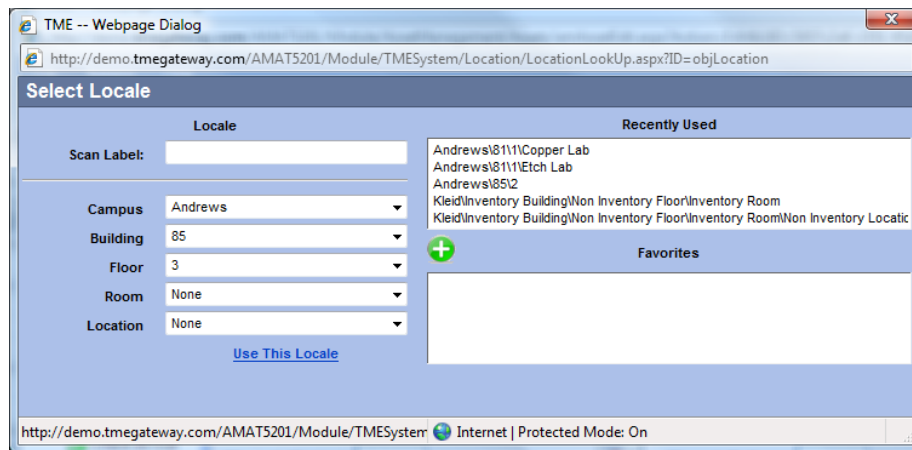 TME -- Webpage Dialog
http://demo.tmegateway.com/AMAT5201/Module/TMESystem/Location/LocationLookUp.aspx?ID=objLocation
Select Locale
Locale
Scan Label:
Campus Andrews
Building 85
Floor 3
Room None
Location None
Use This Locale
Recently Used
Andrews\81\1\Copper Lab
Andrews\81\1\Etch Lab
Andrews\85\2
Kleid\Inventory Building\Non Inventory Floor\Inventory Room
Kleid\Inventory Building\Non Inventory Floor\Inventory Room\Non Inventory Locatic
Favorites
http://demo.tmegateway.com/AMAT5201/Module/TMESystem Internet | Protected Mode: On